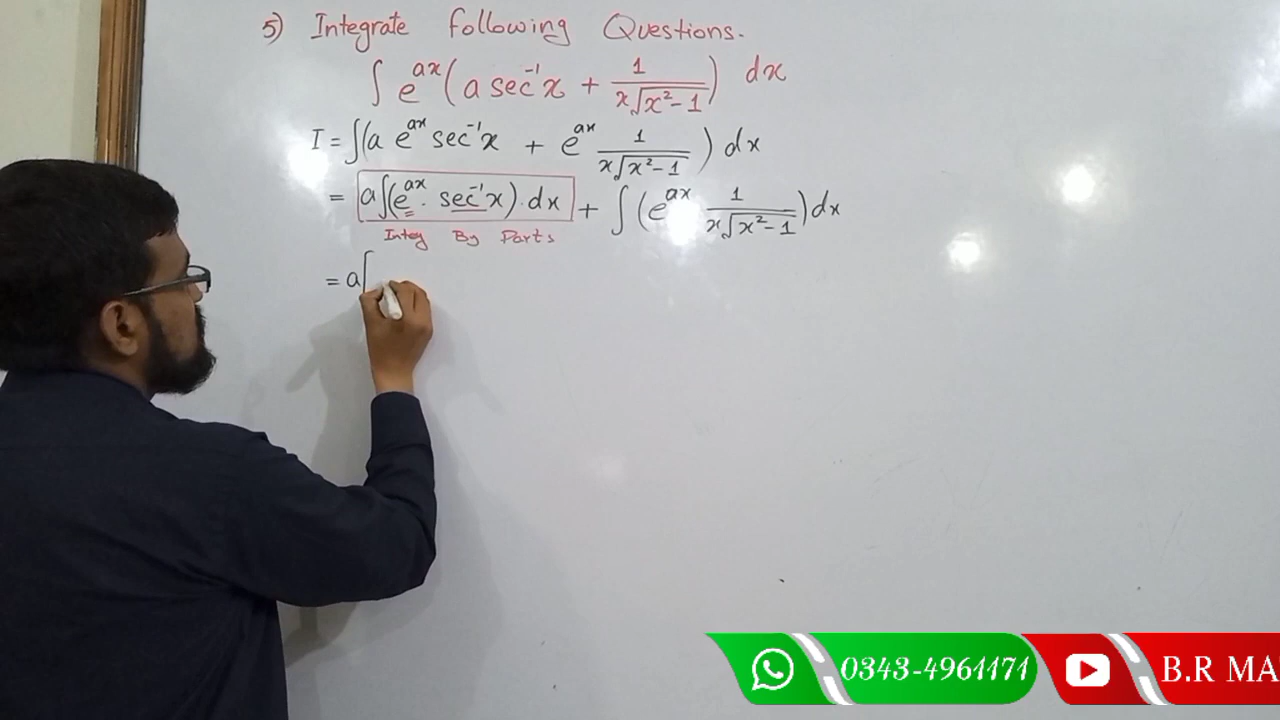 5) Integrate following Questions.
∫ e^{ax} (a sec⁻¹x + 1/(x√(x²-1))) dx
I = ∫(a e^{ax} sec⁻¹x + e^{ax} 1/(x√(x²-1))) dx
= a∫(e^{ax} . sec⁻¹x) . dx + ∫(e^{ax} 1/(x√(x²-1))) dx
Integ By Parts
= a[
0343-4961171
B.R MA